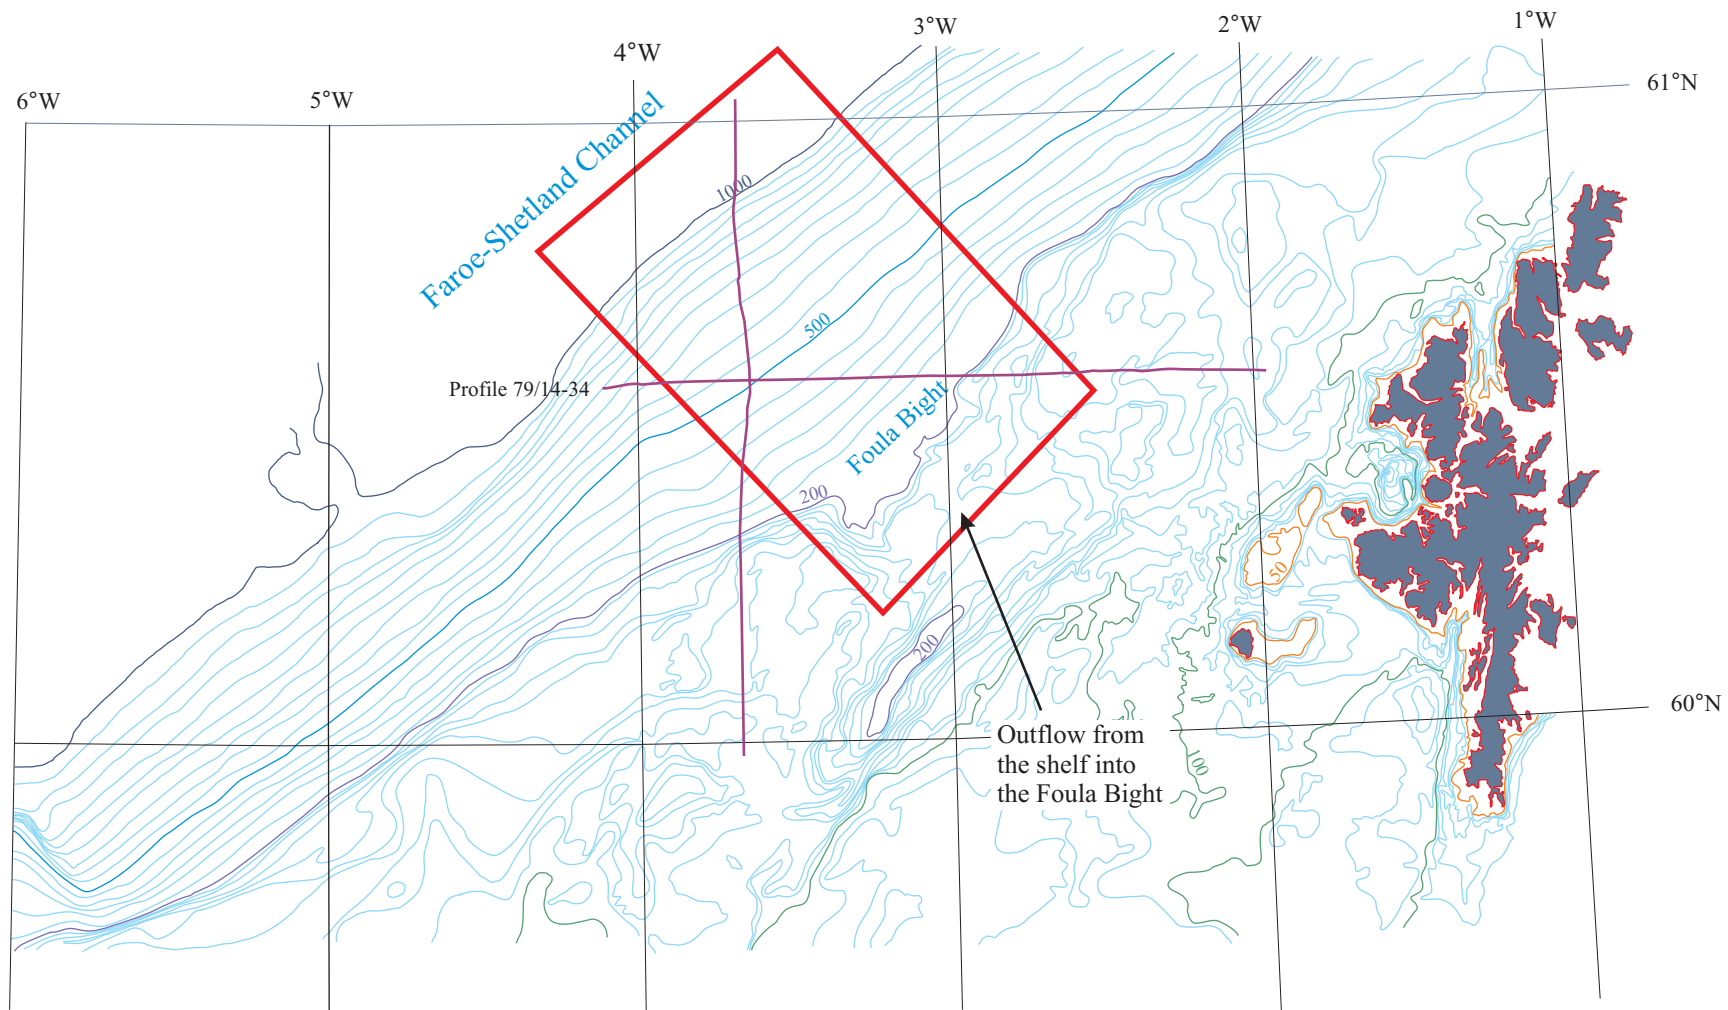 6°W
5°W
4°W
3°W
2°W
1°W
61°N
Faroe-Shetland Channel
1000
500
Profile 79/14-34
Foula Bight
200
50
200
60°N
Outflow from
the shelf into
the Foula Bight
100